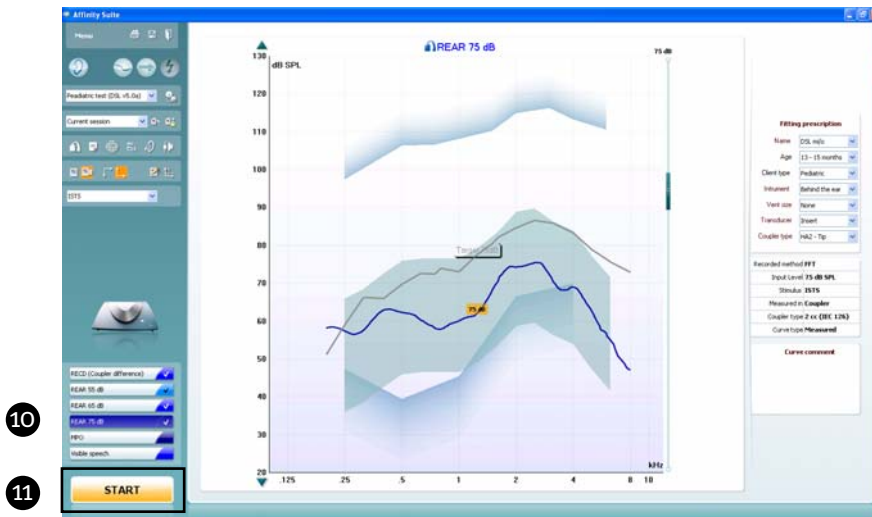 Affinity Suite
Menu
Peadiatric test (DSL v5.0a)
Current session
ISTS
RECD (Coupler difference)
REAR 55 dB
REAR 65 dB
REAR 75 dB
MPO
Visible speech
10
11
START
REAR 75 dB
75 dB
dB SPL
130
120
110
100
90
80
70
60
50
40
30
20
.125 .25 .5 1 2 4 8 10
kHz
75 dB
Fitting prescription
Name DSL m/o
Age 13 - 15 months
Client type Pediatric
Intrument Behind the ear
Vent size None
Transducer Insert
Coupler type HA2 - Tip
Recorded method FFT
Input Level 75 dB SPL
Stimulus ISTS
Measured in Coupler
Coupler type 2 cc (IEC 126)
Curve type Measured
Curve comment